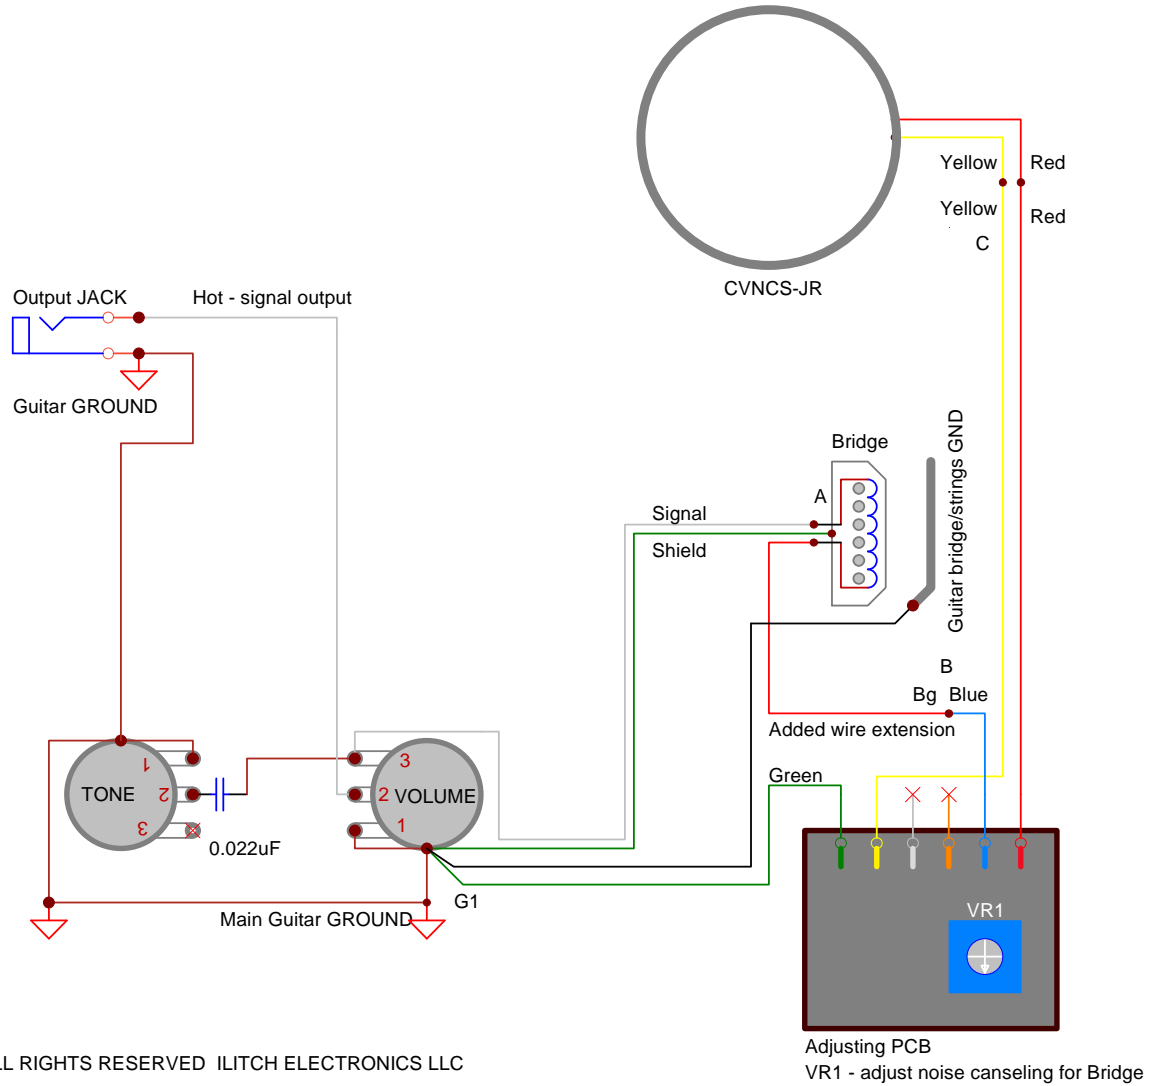 Yellow
Red
Yellow
Red
C
CVNCS-JR
Output JACK
Hot - signal output
Guitar GROUND
Bridge
Guitar bridge/strings GND
A
Signal
Shield
B
Bg Blue
Added wire extension
Green
TONE
1
2
3
0.022uF
3
2 VOLUME
1
G1
Main Guitar GROUND
VR1
Adjusting PCB
VR1 - adjust noise canseling for Bridge
LL RIGHTS RESERVED ILITCH ELECTRONICS LLC